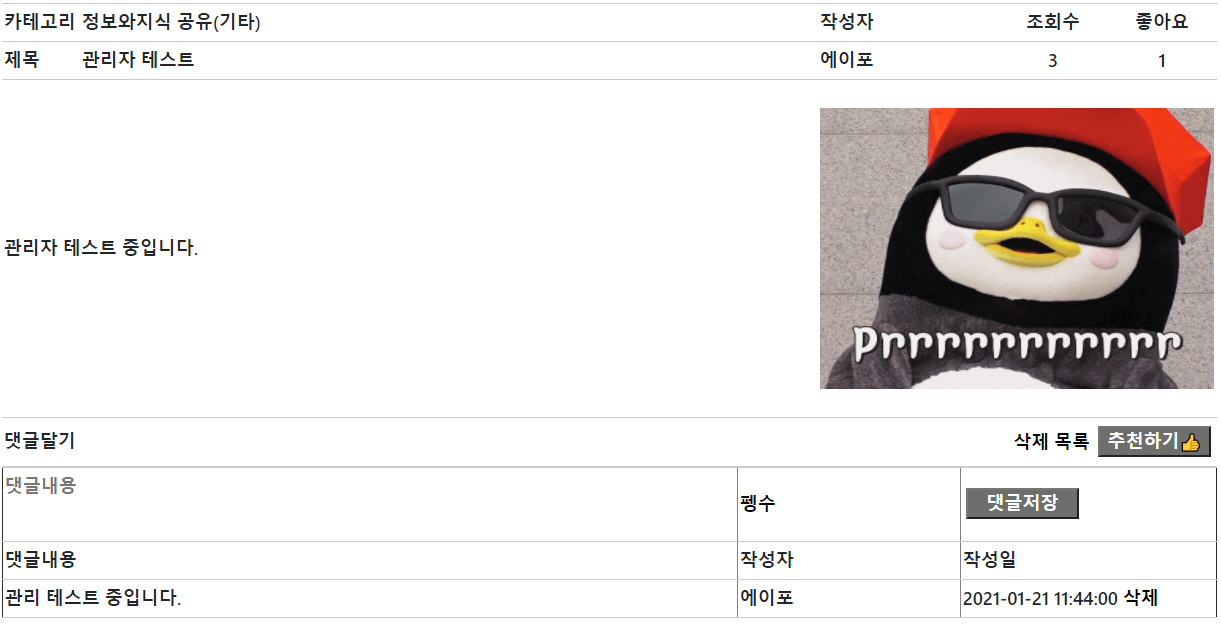 카테고리 정보와지식 공유(기타) 작성자 조회수 좋아요
제목 관리자 테스트 에이포 3 1
관리자 테스트 중입니다.
Prrrrrrrrrrrr
댓글달기 삭제 목록 추천하기👍
댓글내용 펭수 댓글저장
댓글내용 작성자 작성일
관리 테스트 중입니다. 에이포 2021-01-21 11:44:00 삭제